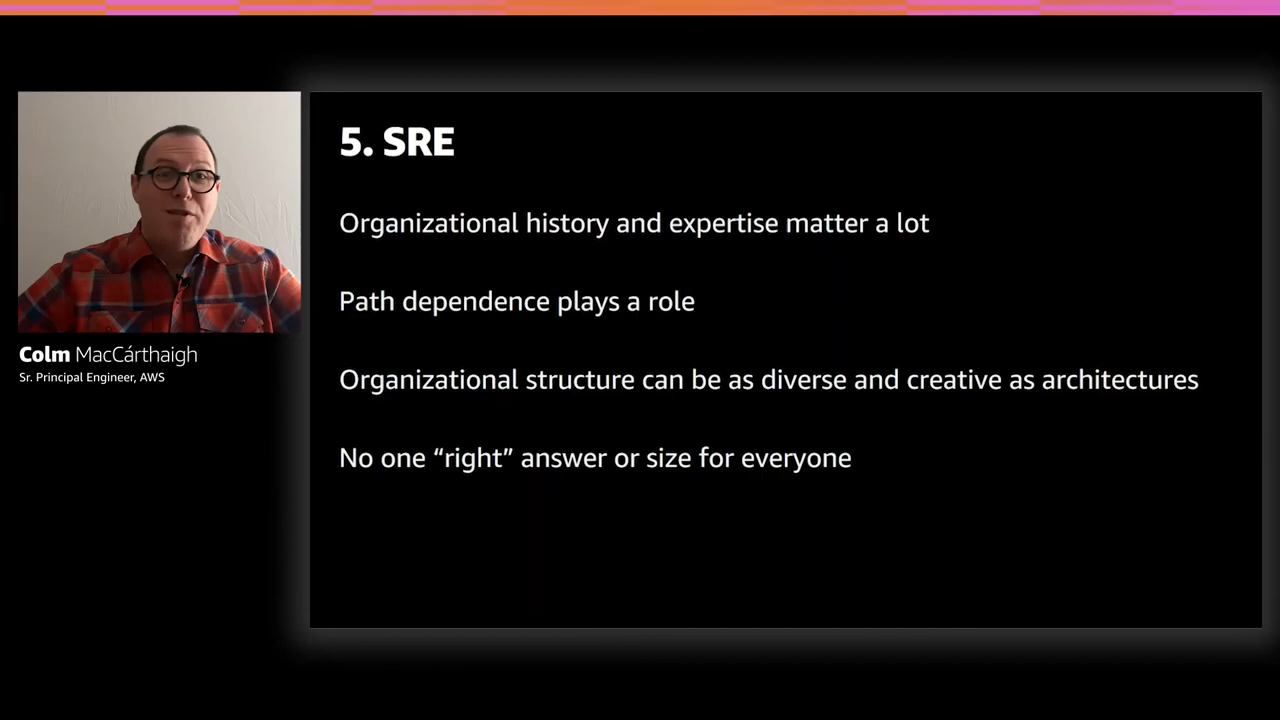 5. SRE
Organizational history and expertise matter a lot
Path dependence plays a role
Organizational structure can be as diverse and creative as architectures
No one “right” answer or size for everyone
Colm MacCárthaigh
Sr. Principal Engineer, AWS